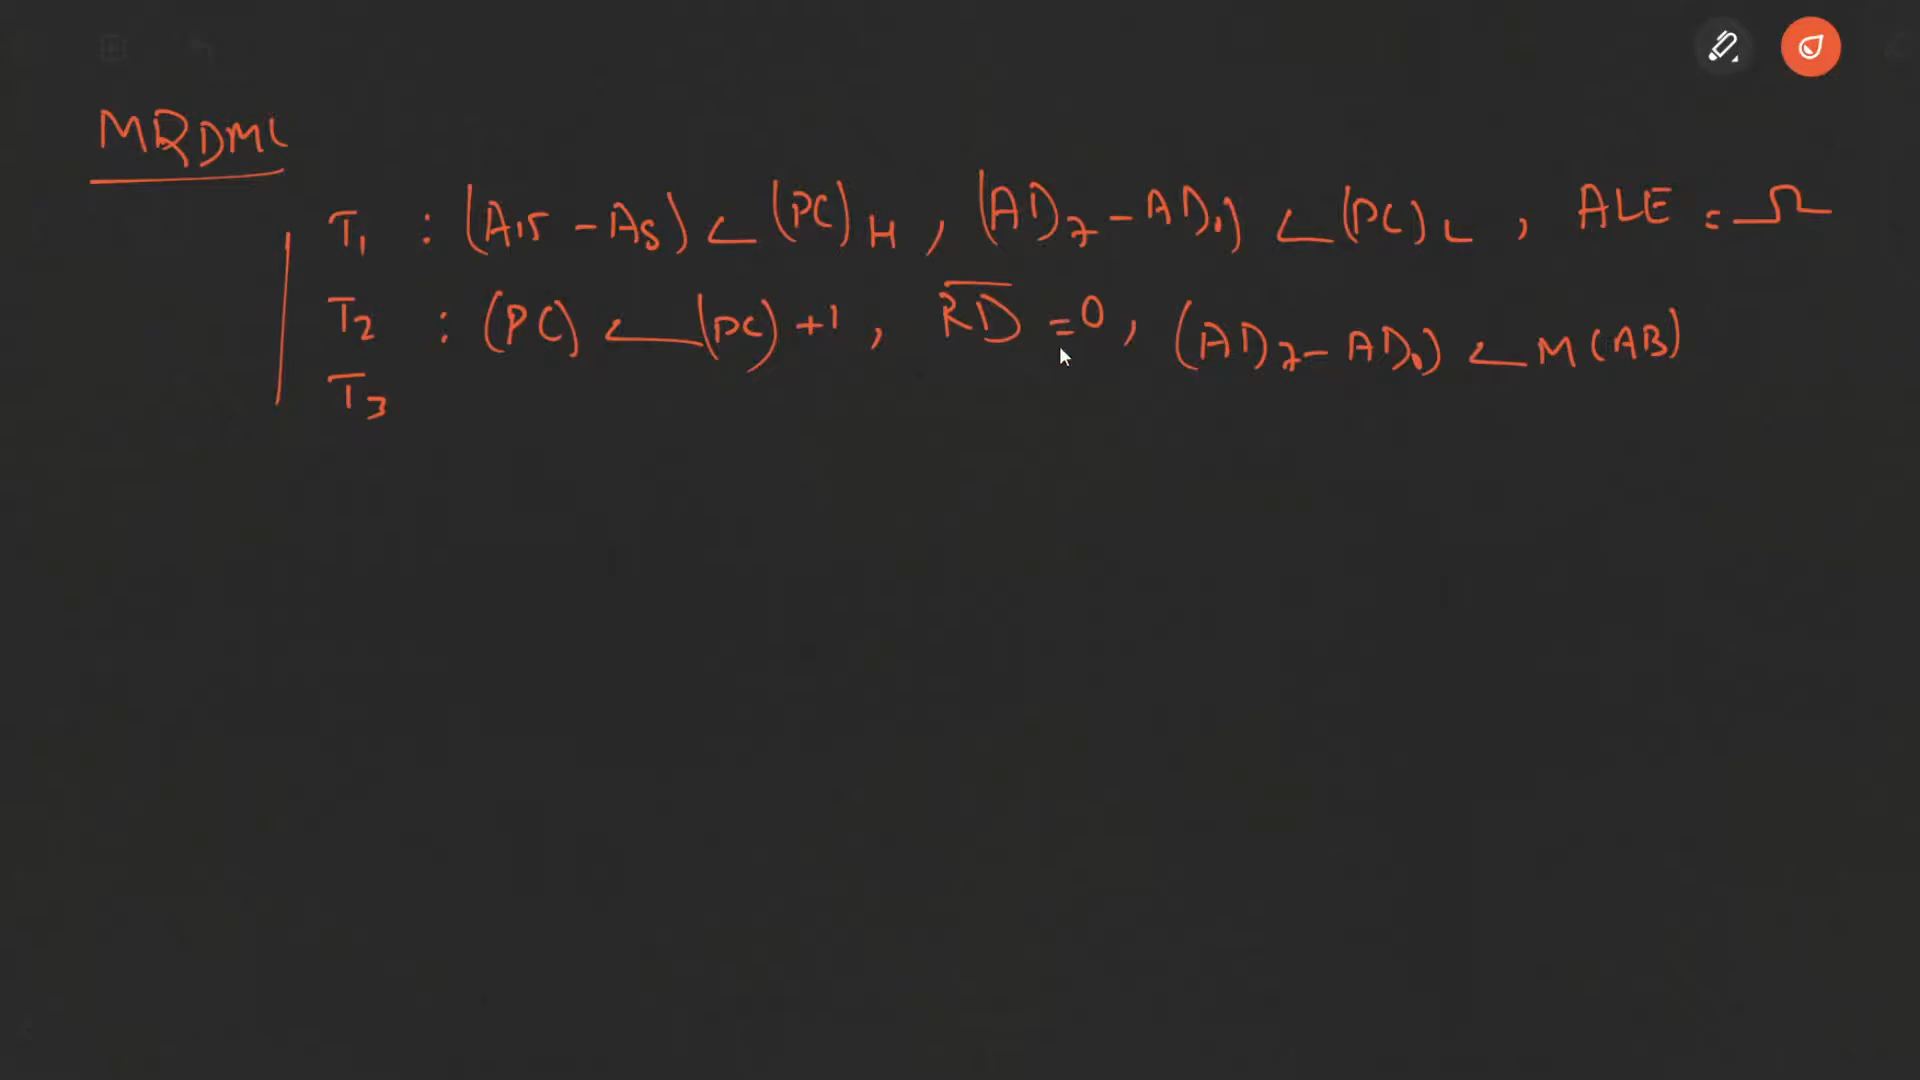 MRDMC
T₁ : (A15 - A8) ← (PC)H , (AD7 - AD0) ← (PC)L , ALE = ⎍
T₂ : (PC) ← (PC) + 1 , R̅D̅ = 0 , (AD7 - AD0) ← M (AB)
T₃